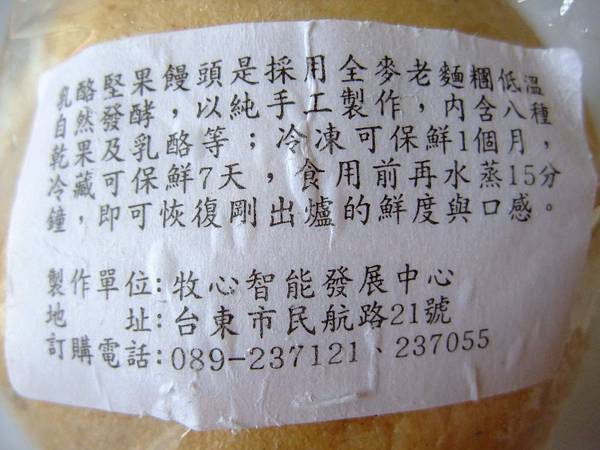 乳酪堅果饅頭是採用全麥老麵糰低溫
自然發酵，以純手工製作，內含八種
乾果及乳酪等；冷凍可保鮮1個月，
冷藏可保鮮7天，食用前再水蒸15分
鐘，即可恢復剛出爐的鮮度與口感。
製作單位:牧心智能發展中心
地　　址:台東市民航路21號
訂購電話:089-237121、237055